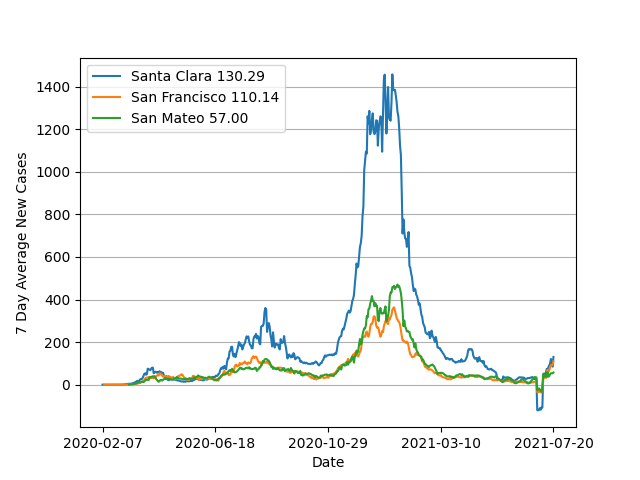 Santa Clara 130.29
San Francisco 110.14
San Mateo 57.00
7 Day Average New Cases
1400
1200
1000
800
600
400
200
0
2020-02-07 2020-06-18 2020-10-29 2021-03-10 2021-07-20
Date